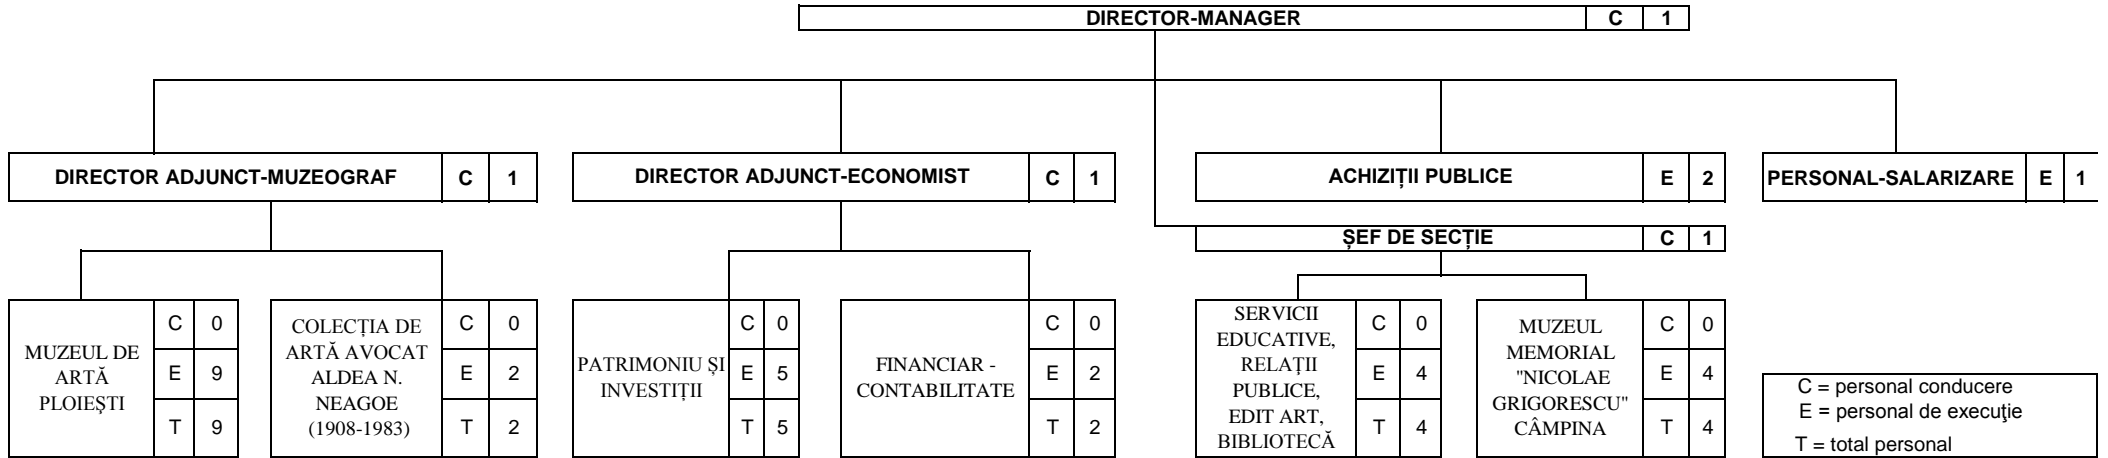 DIRECTOR-MANAGER C 1
DIRECTOR ADJUNCT-MUZEOGRAF C 1
DIRECTOR ADJUNCT-ECONOMIST C 1
ACHIZIȚII PUBLICE E 2
PERSONAL-SALARIZARE E 1
ȘEF DE SECȚIE C 1
MUZEUL DE
ARTĂ
PLOIEŞTI
C 0
E 9
T 9
COLECȚIA DE
ARTĂ AVOCAT
ALDEA N.
NEAGOE
(1908-1983)
C 0
E 2
T 2
PATRIMONIU ȘI
INVESTIȚII
C 0
E 5
T 5
FINANCIAR -
CONTABILITATE
C 0
E 2
T 2
SERVICII
EDUCATIVE,
RELAȚII
PUBLICE,
EDIT ART,
BIBLIOTECĂ
C 0
E 4
T 4
MUZEUL
MEMORIAL
"NICOLAE
GRIGORESCU"
CÂMPINA
C 0
E 4
T 4
C = personal conducere
E = personal de execuţie
T = total personal